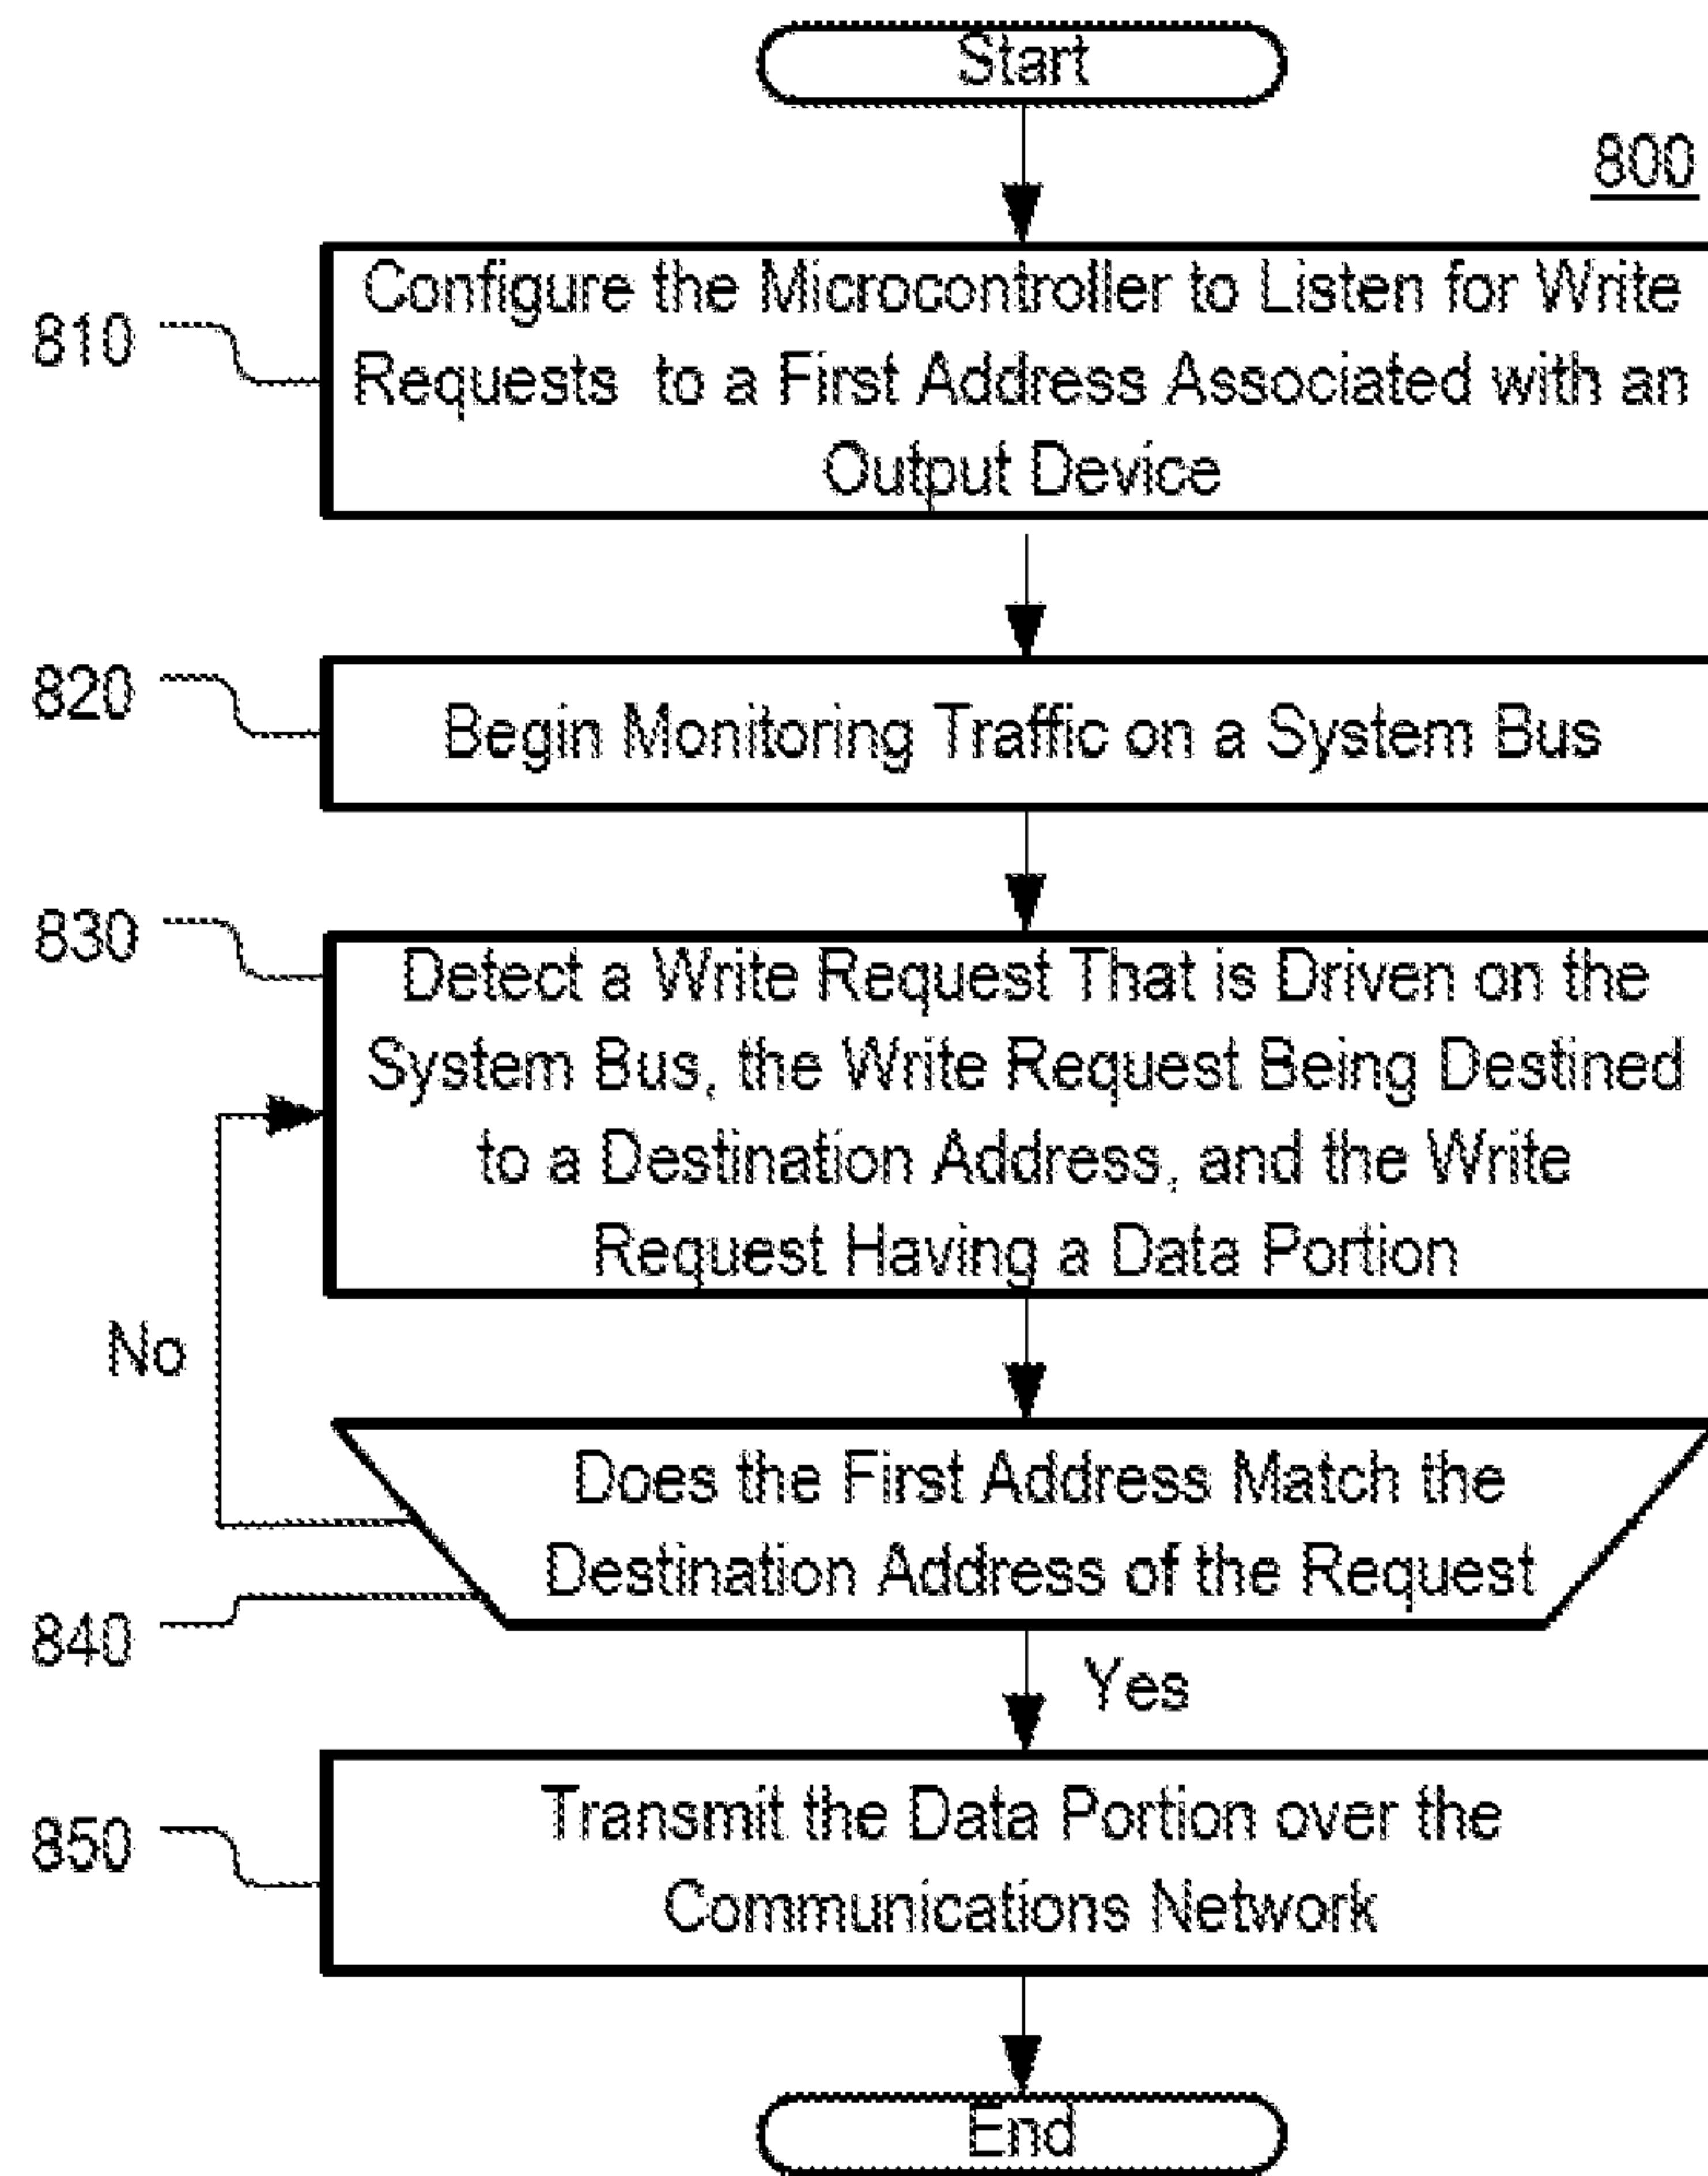 Start
800
810
Configure the Microcontroller to Listen for Write
Requests to a First Address Associated with an
Output Device
820
Begin Monitoring Traffic on a System Bus
830
Detect a Write Request That is Driven on the
System Bus, the Write Request Being Destined
to a Destination Address, and the Write
Request Having a Data Portion
No
Does the First Address Match the
Destination Address of the Request
840
Yes
850
Transmit the Data Portion over the
Communications Network
End